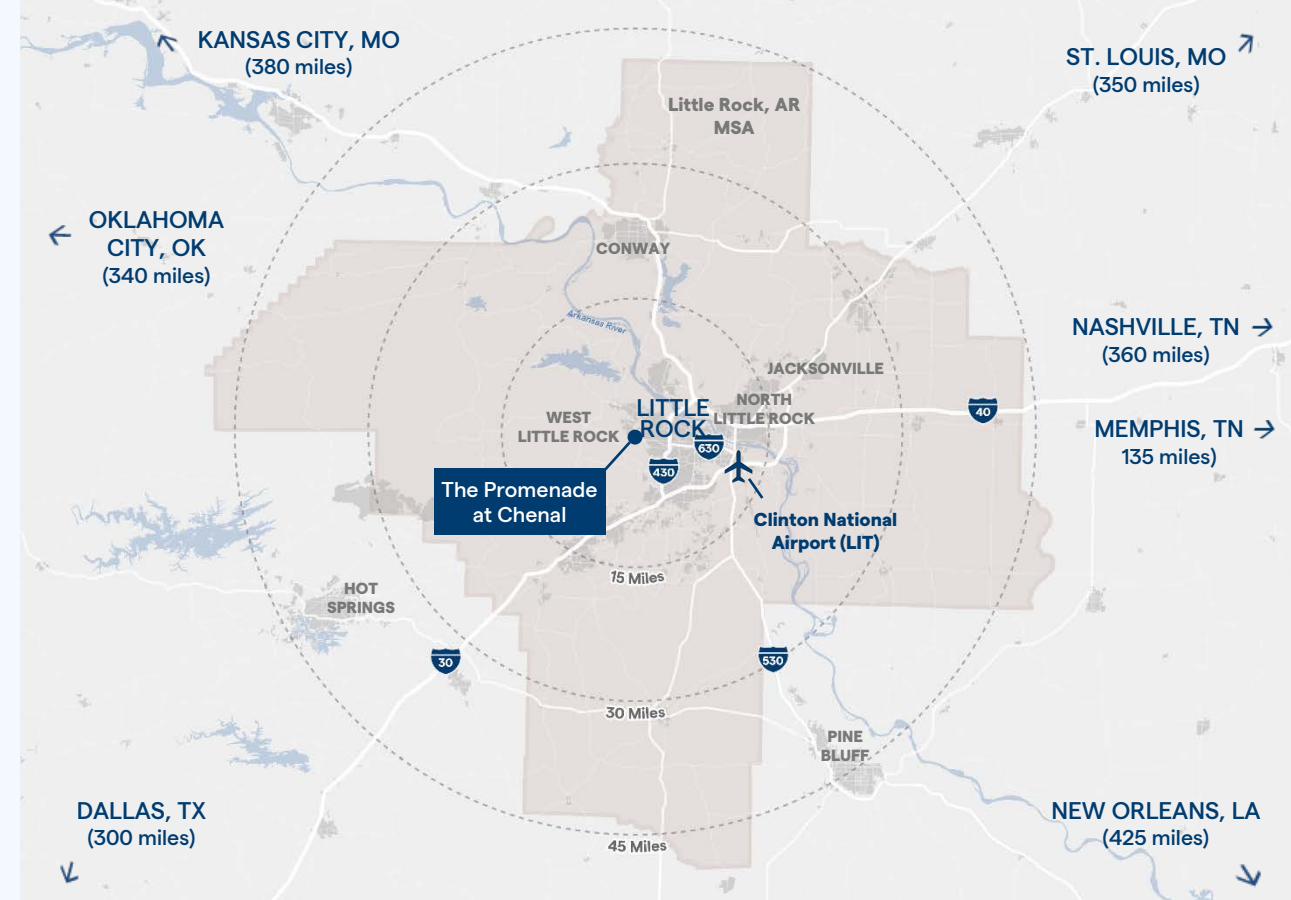 KANSAS CITY, MO
(380 miles)
ST. LOUIS, MO
(350 miles)
Little Rock, AR
MSA
OKLAHOMA
CITY, OK
(340 miles)
CONWAY
Arkansas River
NASHVILLE, TN
(360 miles)
JACKSONVILLE
NORTH
LITTLE ROCK
LITTLE
ROCK
WEST
LITTLE ROCK
40
MEMPHIS, TN
135 miles)
630
430
The Promenade
at Chenal
Clinton National
Airport (LIT)
15 Miles
HOT
SPRINGS
30
530
30 Miles
PINE
BLUFF
DALLAS, TX
(300 miles)
NEW ORLEANS, LA
(425 miles)
45 Miles